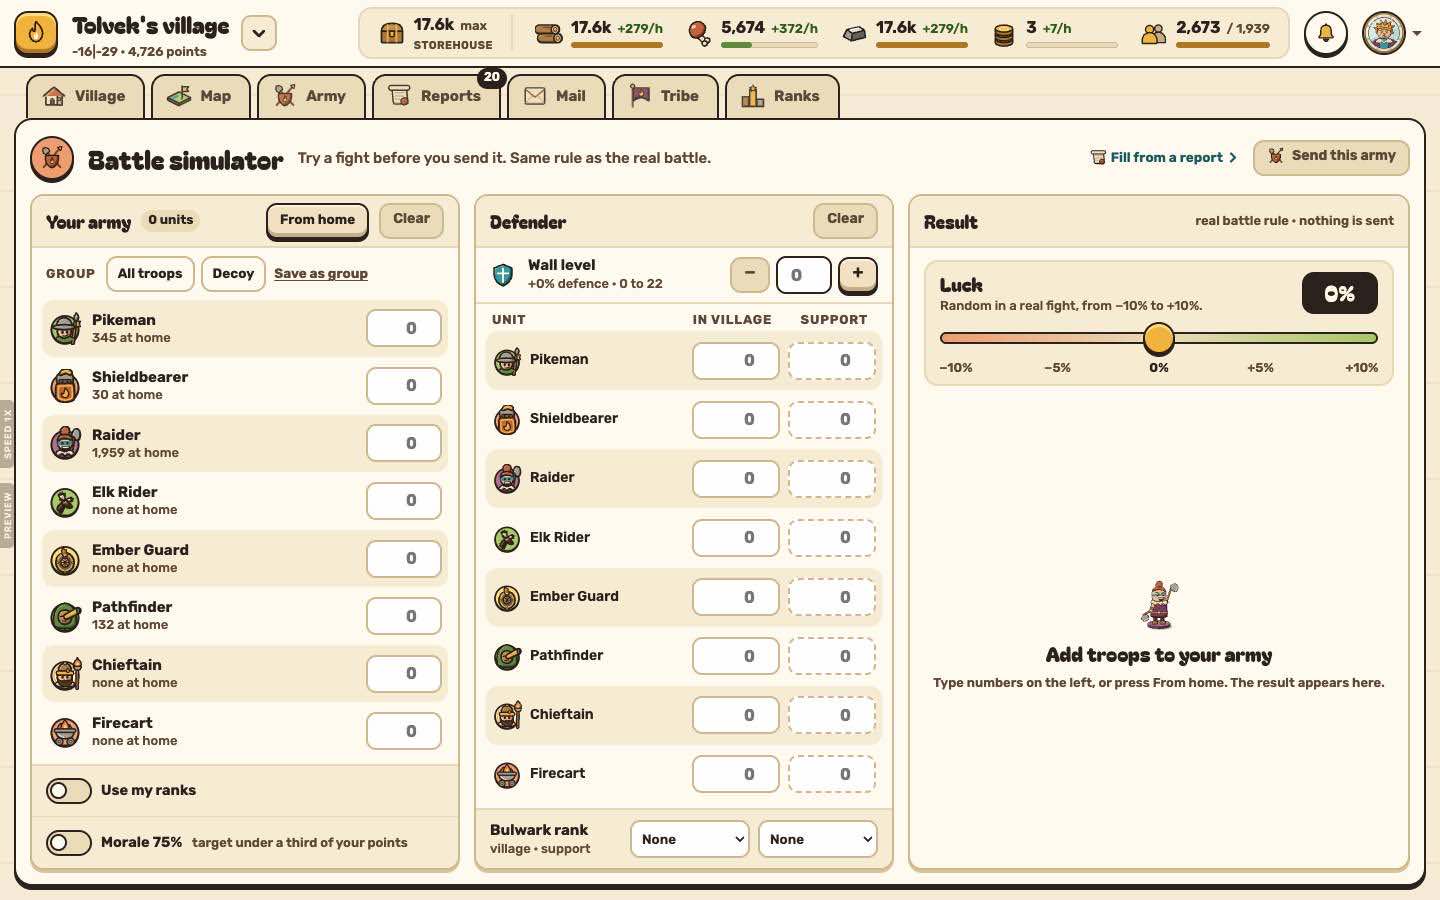 Tolvek's village
-16|-29 • 4,726 points
17.6k max
STOREHOUSE
17.6k +279/h
5,674 +372/h
17.6k +279/h
3 +7/h
2,673 / 1,939
Village
Map
Army
Reports
20
Mail
Tribe
Ranks
Battle simulator
Try a fight before you send it. Same rule as the real battle.
Fill from a report
Send this army
Your army
0 units
From home
Clear
GROUP
All troops
Decoy
Save as group
Pikeman
345 at home
0
Shieldbearer
30 at home
0
Raider
1,959 at home
0
Elk Rider
none at home
0
Ember Guard
none at home
0
Pathfinder
132 at home
0
Chieftain
none at home
0
Firecart
none at home
0
Use my ranks
Morale 75% target under a third of your points
Defender
Clear
Wall level
+0% defence • 0 to 22
− 0 +
UNIT IN VILLAGE SUPPORT
Pikeman 0 0
Shieldbearer 0 0
Raider 0 0
Elk Rider 0 0
Ember Guard 0 0
Pathfinder 0 0
Chieftain 0 0
Firecart 0 0
Bulwark rank
village • support
None
None
Result
real battle rule • nothing is sent
Luck
Random in a real fight, from −10% to +10%.
0%
−10% −5% 0% +5% +10%
Add troops to your army
Type numbers on the left, or press From home. The result appears here.
SPEED 1X
PREVIEW